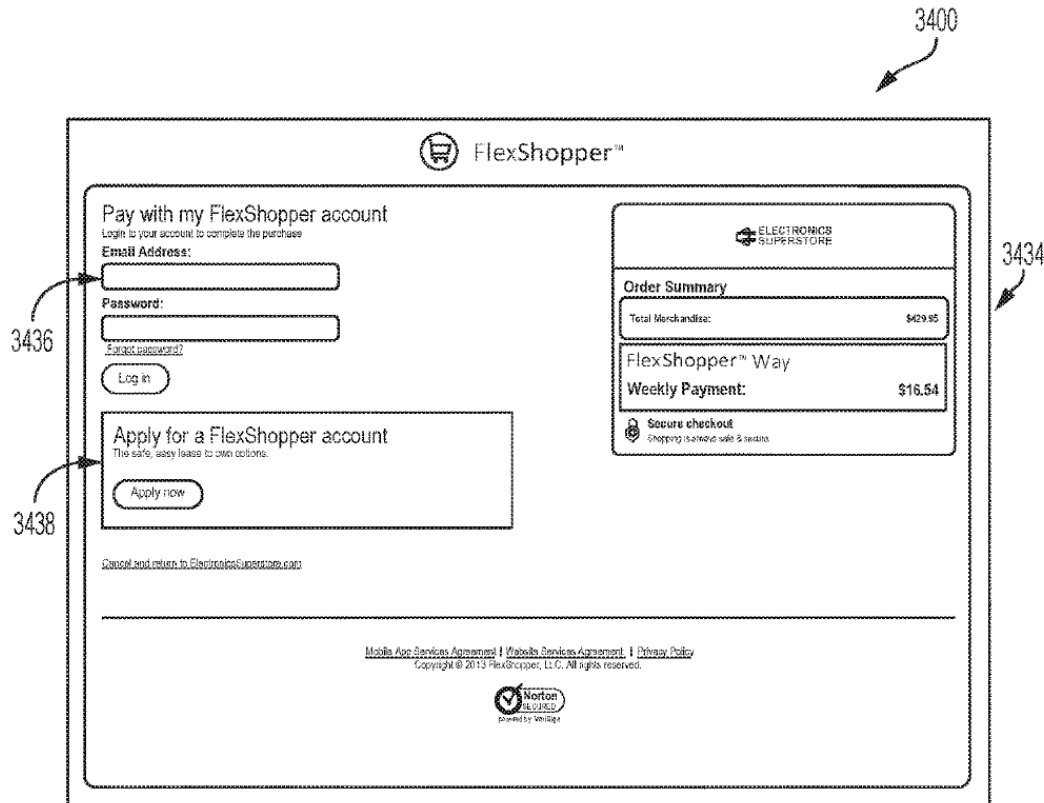 3400
FlexShopper™
Pay with my FlexShopper account
Login to your account to complete the purchase
Email Address:
3436
Password:
Forgot password?
Log in
Apply for a FlexShopper account
The safe, easy lease to own options.
Apply now
3438
Cancel and return to ElectronicsSuperstore.com
ELECTRONICS
SUPERSTORE
3434
Order Summary
Total Merchandise: $429.95
FlexShopper™ Way
Weekly Payment: $16.54
Secure checkout
Shopping is always safe & secure.
Mobile App Services Agreement | Website Services Agreement | Privacy Policy
Copyright © 2013 FlexShopper, LLC. All rights reserved.
Norton
SECURED
powered by VeriSign